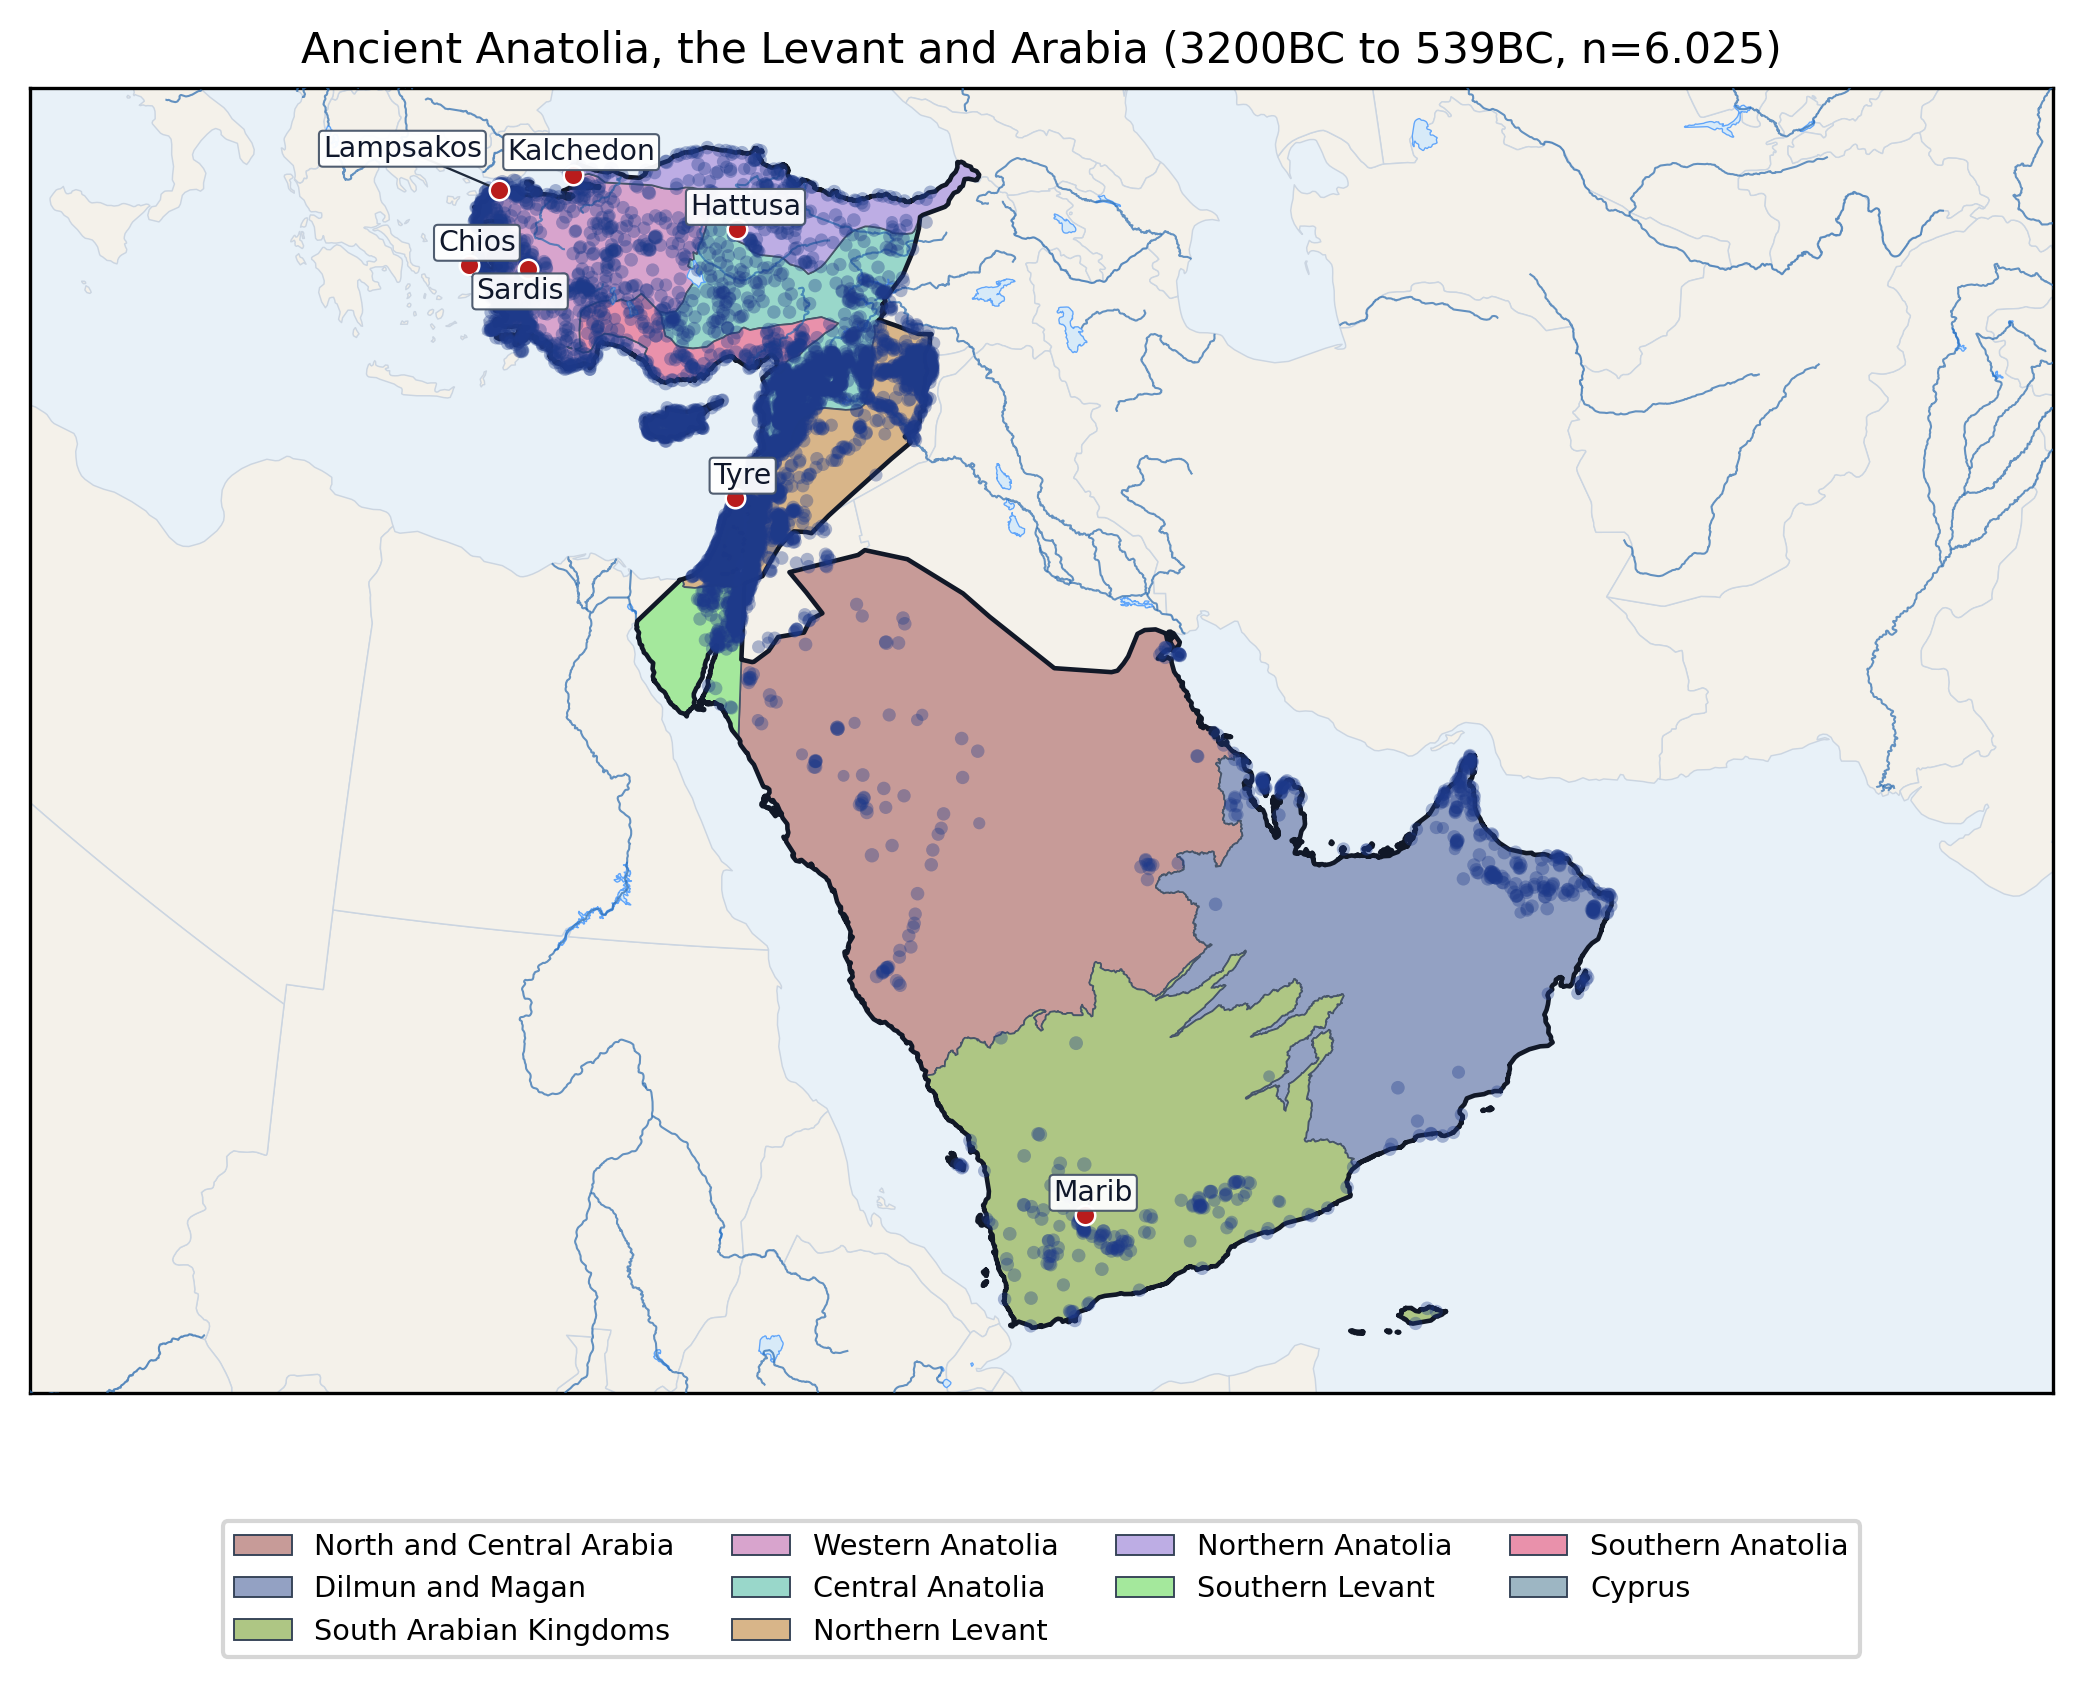 Ancient Anatolia, the Levant and Arabia (3200BC to 539BC, n=6.025)
Lampsakos
Kalchedon
Hattusa
Chios
Sardis
Tyre
Marib
North and Central Arabia
Dilmun and Magan
South Arabian Kingdoms
Western Anatolia
Central Anatolia
Northern Levant
Northern Anatolia
Southern Levant
Southern Anatolia
Cyprus